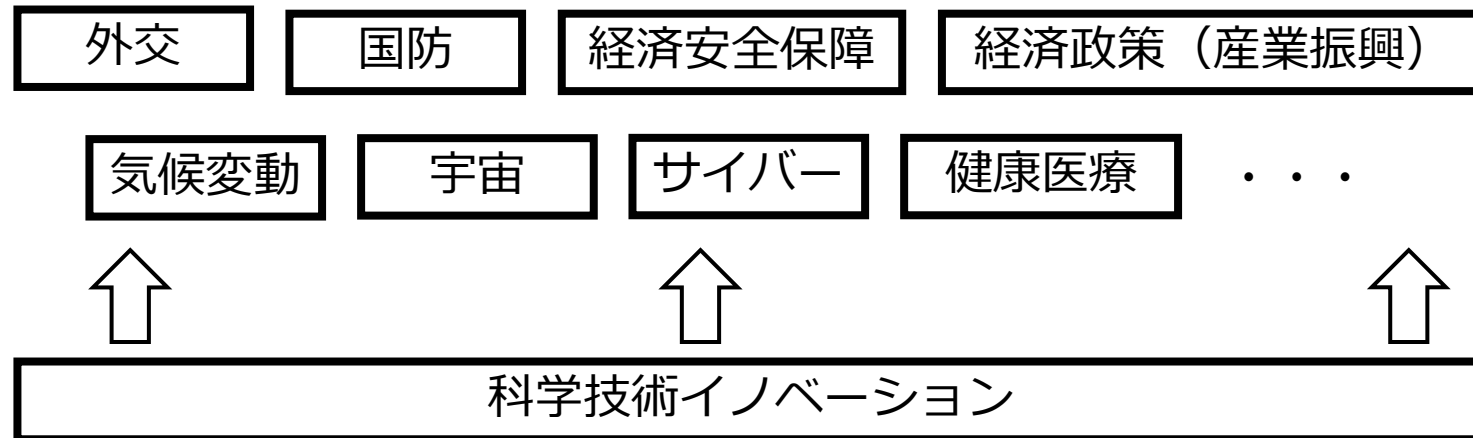 外交 国防 経済安全保障 経済政策（産業振興）
気候変動 宇宙 サイバー 健康医療 ・・・
科学技術イノベーション